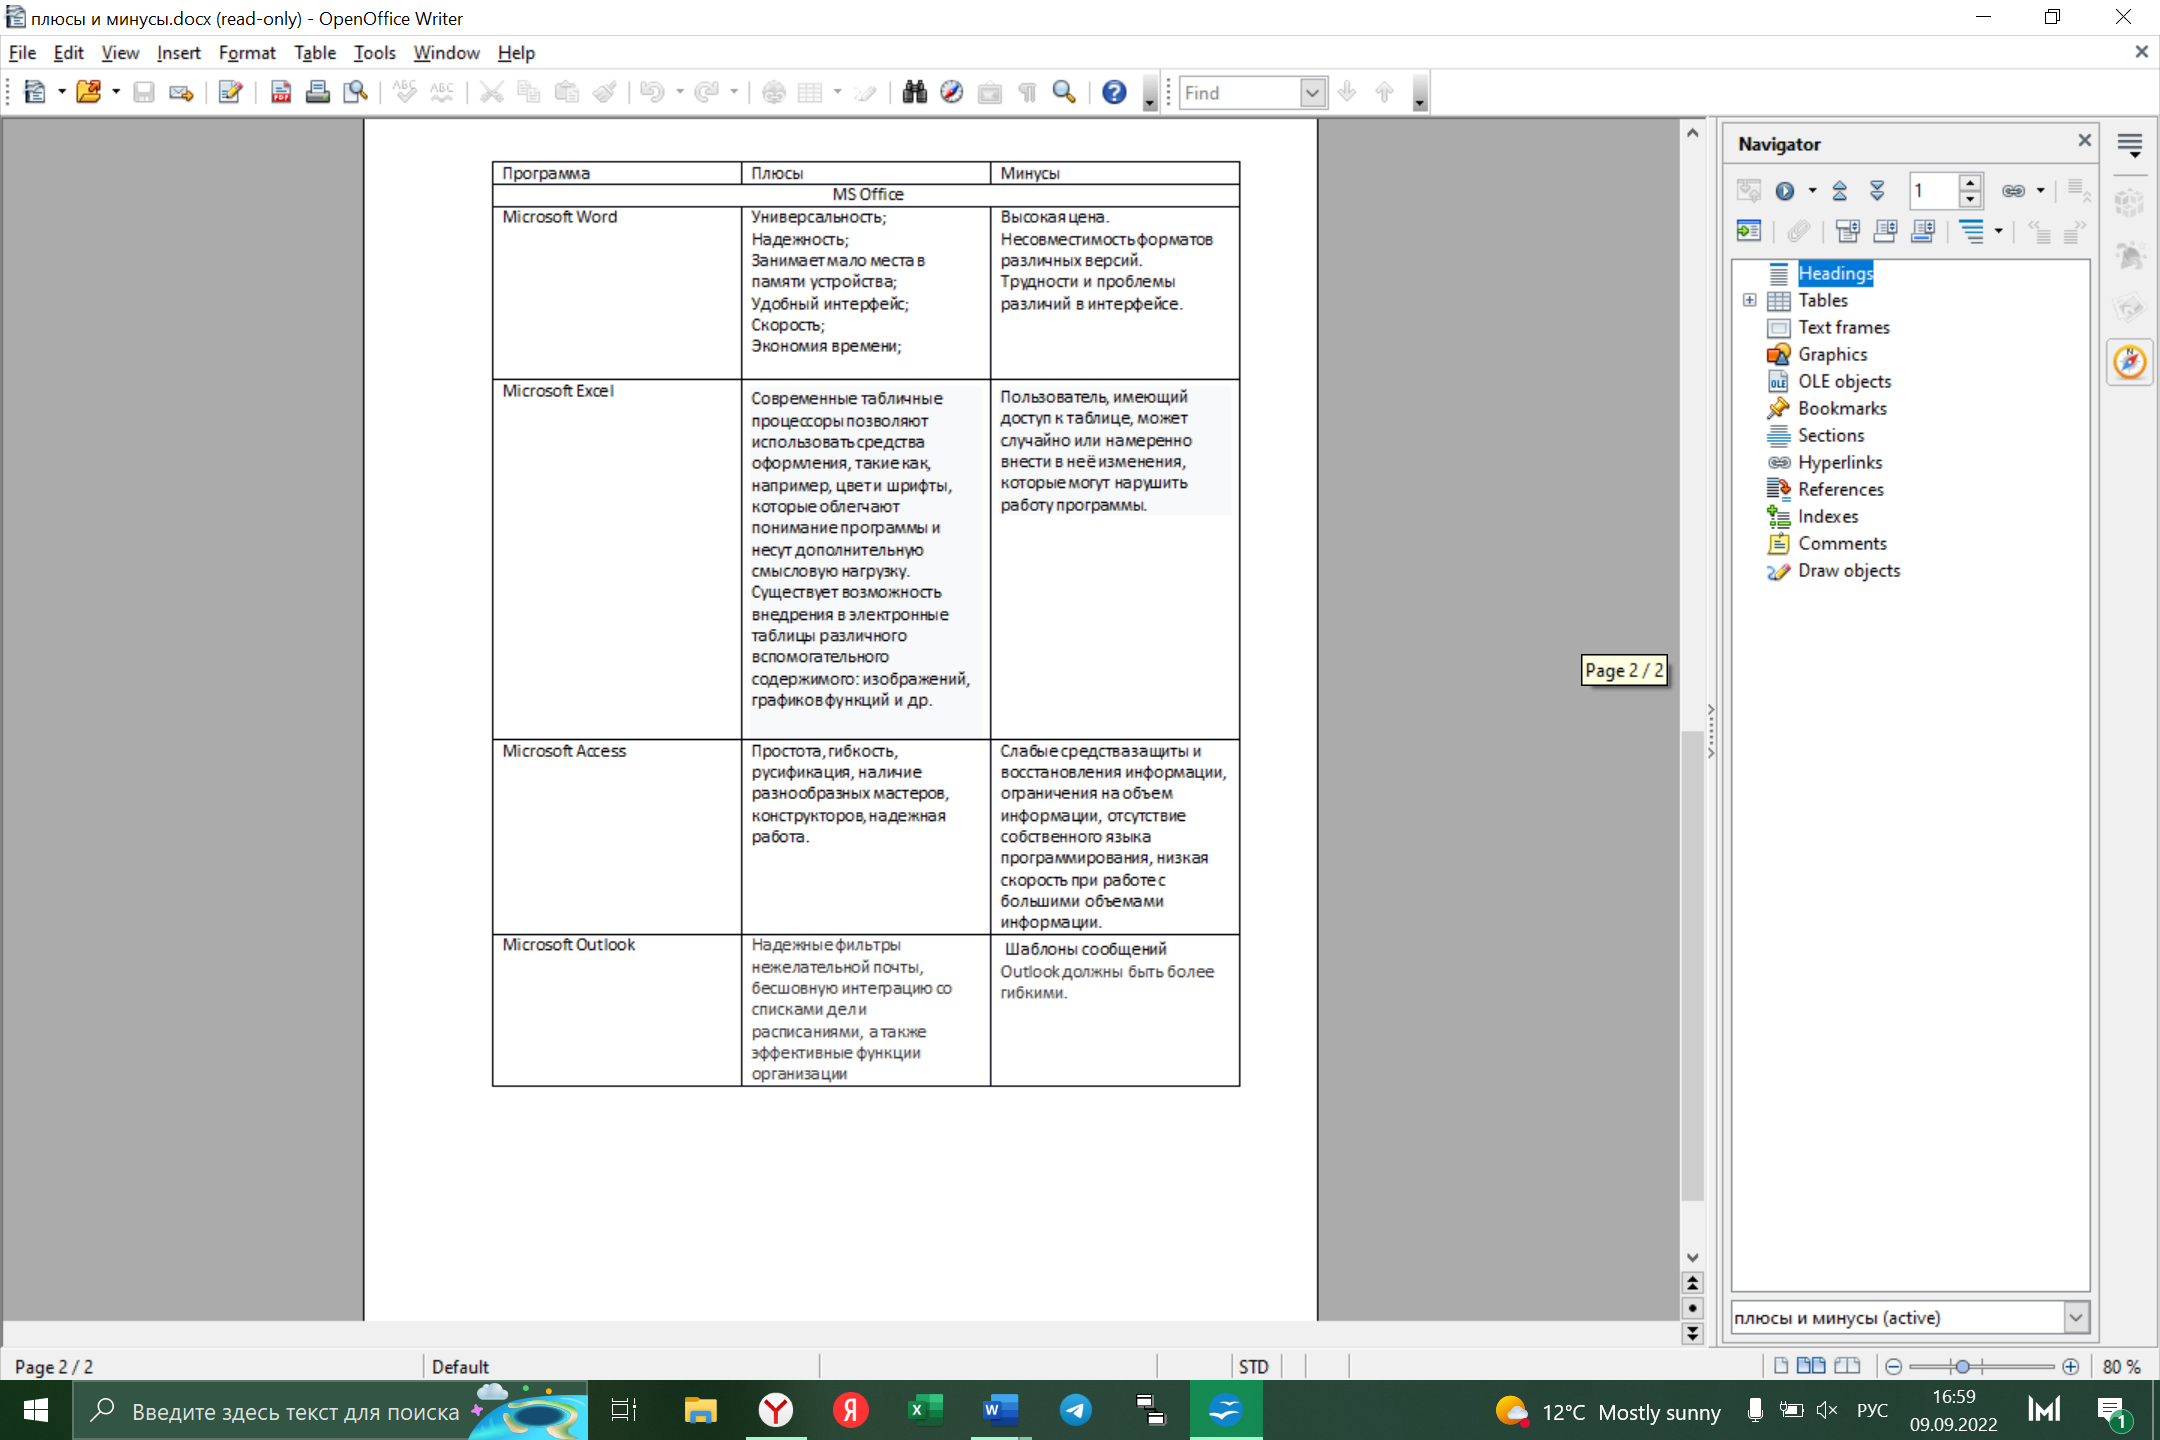 плюсы и минусы.docx (read-only) - OpenOffice Writer
File Edit View Insert Format Table Tools Window Help
Find
Программа Плюсы Минусы
MS Office
Microsoft Word
Универсальность;
Надежность;
Занимает мало места в
памяти устройства;
Удобный интерфейс;
Скорость;
Экономия времени;
Высокая цена.
Несовместимость форматов
различных версий.
Трудности и проблемы
различий в интерфейсе.
Microsoft Excel
Современные табличные
процессоры позволяют
использовать средства
оформления, такие как,
например, цвет и шрифты,
которые облегчают
понимание программы и
несут дополнительную
смысловую нагрузку.
Существует возможность
внедрения в электронные
таблицы различного
вспомогательного
содержимого: изображений,
графиков функций и др.
Пользователь, имеющий
доступ к таблице, может
случайно или намеренно
внести в неё изменения,
которые могут нарушить
работу программы.
Microsoft Access
Простота, гибкость,
русификация, наличие
разнообразных мастеров,
конструкторов, надежная
работа.
Слабые средства защиты и
восстановления информации,
ограничения на объем
информации, отсутствие
собственного языка
программирования, низкая
скорость при работе с
большими объемами
информации.
Microsoft Outlook
Надежные фильтры
нежелательной почты,
бесшовную интеграцию со
списками дел и
расписаниями, а также
эффективные функции
организации
Шаблоны сообщений
Outlook должны быть более
гибкими.
Page 2 / 2
Navigator
1
Headings
Tables
Text frames
Graphics
OLE objects
Bookmarks
Sections
Hyperlinks
References
Indexes
Comments
Draw objects
плюсы и минусы (active)
Page 2 / 2 Default STD 80 %
Введите здесь текст для поиска
12°C Mostly sunny
РУС
16:59
09.09.2022
1